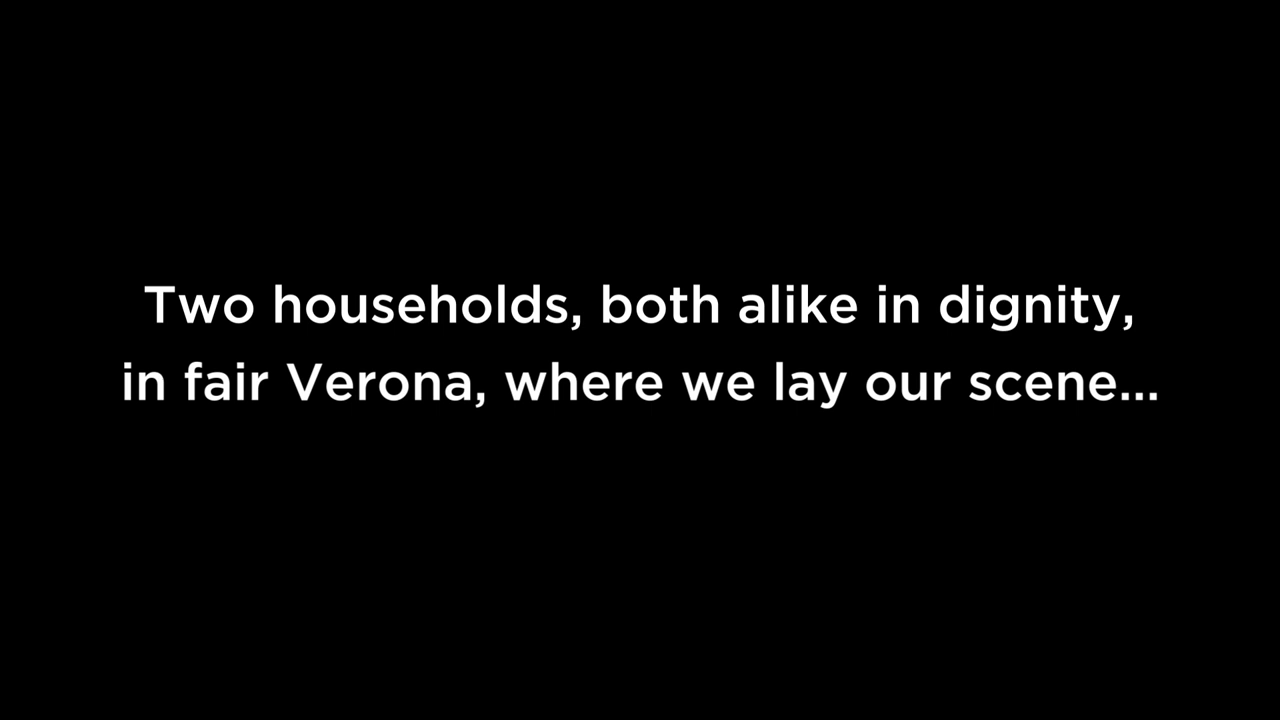 Two households, both alike in dignity,
in fair Verona, where we lay our scene...